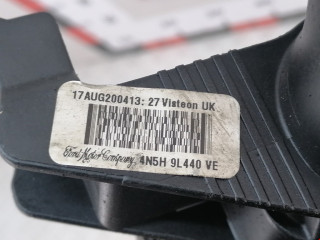 17AUG200413:27 Visteon UK
Ford Motor Company, 4N5H 9L440 VE